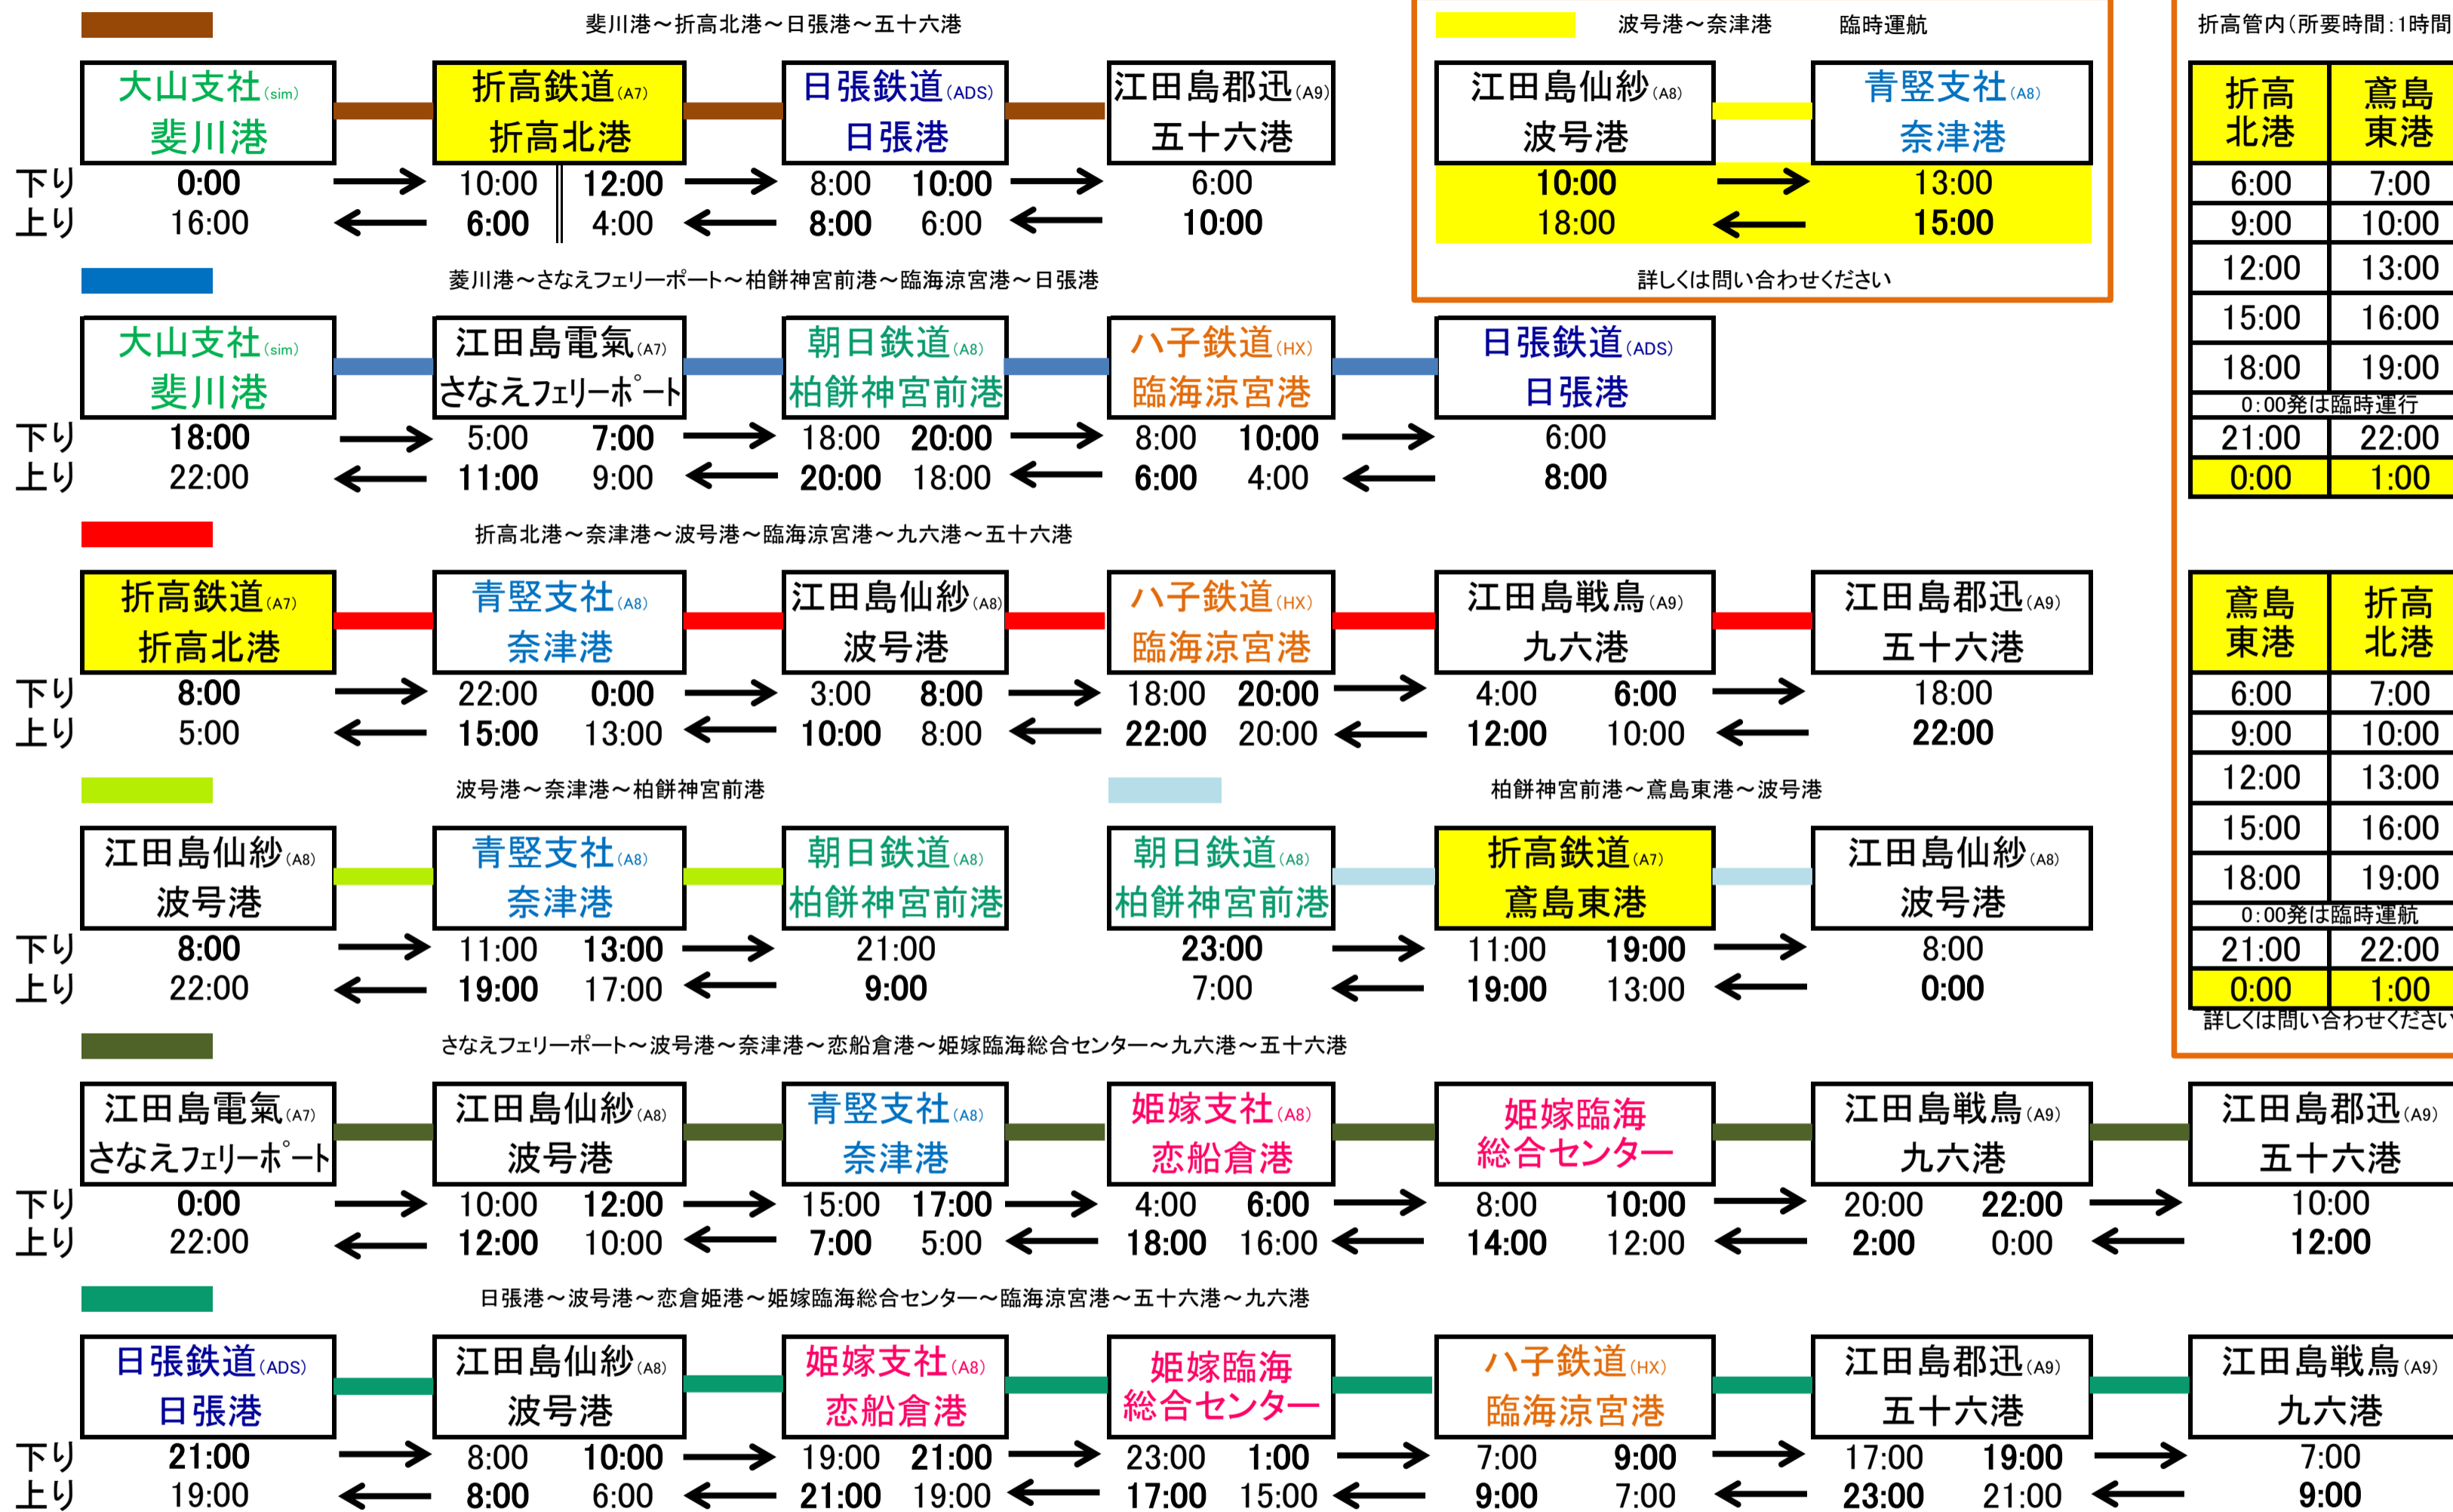 斐川港～折高北港～日張港～五十六港
大山支社(sim) 折高鉄道(A7) 日張鉄道(ADS) 江田島郡迅(A9)
斐川港 折高北港 日張港 五十六港
下り 0:00 10:00 12:00 8:00 10:00 6:00
上り 16:00 6:00 4:00 8:00 6:00 10:00
波号港～奈津港 臨時運航
江田島仙紗(A8) 青竪支社(A8)
波号港 奈津港
10:00 13:00
18:00 15:00
詳しくは問い合わせください
菱川港～さなえフェリーポート～柏餅神宮前港～臨海涼宮港～日張港
大山支社(sim) 江田島電氣(A7) 朝日鉄道(A8) ハ子鉄道(HX) 日張鉄道(ADS)
斐川港 さなえフェリーポート 柏餅神宮前港 臨海涼宮港 日張港
下り 18:00 5:00 7:00 18:00 20:00 8:00 10:00 6:00
上り 22:00 11:00 9:00 20:00 18:00 6:00 4:00 8:00
折高北港～奈津港～波号港～臨海涼宮港～九六港～五十六港
折高鉄道(A7) 青竪支社(A8) 江田島仙紗(A8) ハ子鉄道(HX) 江田島戦鳥(A9) 江田島郡迅(A9)
折高北港 奈津港 波号港 臨海涼宮港 九六港 五十六港
下り 8:00 22:00 0:00 3:00 8:00 18:00 20:00 4:00 6:00 18:00
上り 5:00 15:00 13:00 10:00 8:00 22:00 20:00 12:00 10:00 22:00
波号港～奈津港～柏餅神宮前港
江田島仙紗(A8) 青竪支社(A8) 朝日鉄道(A8)
波号港 奈津港 柏餅神宮前港
下り 8:00 11:00 13:00 21:00
上り 22:00 19:00 17:00 9:00
柏餅神宮前港～鳶島東港～波号港
朝日鉄道(A8) 折高鉄道(A7) 江田島仙紗(A8)
柏餅神宮前港 鳶島東港 波号港
23:00 11:00 19:00 8:00
7:00 19:00 13:00 0:00
さなえフェリーポート～波号港～奈津港～恋船倉港～姫嫁臨海総合センター～九六港～五十六港
江田島電氣(A7) 江田島仙紗(A8) 青竪支社(A8) 姫嫁支社(A8) 姫嫁臨海 江田島戦鳥(A9) 江田島郡迅(A9)
さなえフェリーポート 波号港 奈津港 恋船倉港 総合センター 九六港 五十六港
下り 0:00 10:00 12:00 15:00 17:00 4:00 6:00 8:00 10:00 20:00 22:00 10:00
上り 22:00 12:00 10:00 7:00 5:00 18:00 16:00 14:00 12:00 2:00 0:00 12:00
日張港～波号港～恋倉姫港～姫嫁臨海総合センター～臨海涼宮港～五十六港～九六港
日張鉄道(ADS) 江田島仙紗(A8) 姫嫁支社(A8) 姫嫁臨海 ハ子鉄道(HX) 江田島郡迅(A9) 江田島戦鳥(A9)
日張港 波号港 恋船倉港 総合センター 臨海涼宮港 五十六港 九六港
下り 21:00 8:00 10:00 19:00 21:00 23:00 1:00 7:00 9:00 17:00 19:00 7:00
上り 19:00 8:00 6:00 21:00 19:00 17:00 15:00 9:00 7:00 23:00 21:00 9:00
折高管内(所要時間:1時間
折高 鳶島
北港 東港
6:00 7:00
9:00 10:00
12:00 13:00
15:00 16:00
18:00 19:00
0:00発は臨時運行
21:00 22:00
0:00 1:00
鳶島 折高
東港 北港
6:00 7:00
9:00 10:00
12:00 13:00
15:00 16:00
18:00 19:00
0:00発は臨時運航
21:00 22:00
0:00 1:00
詳しくは問い合わせください